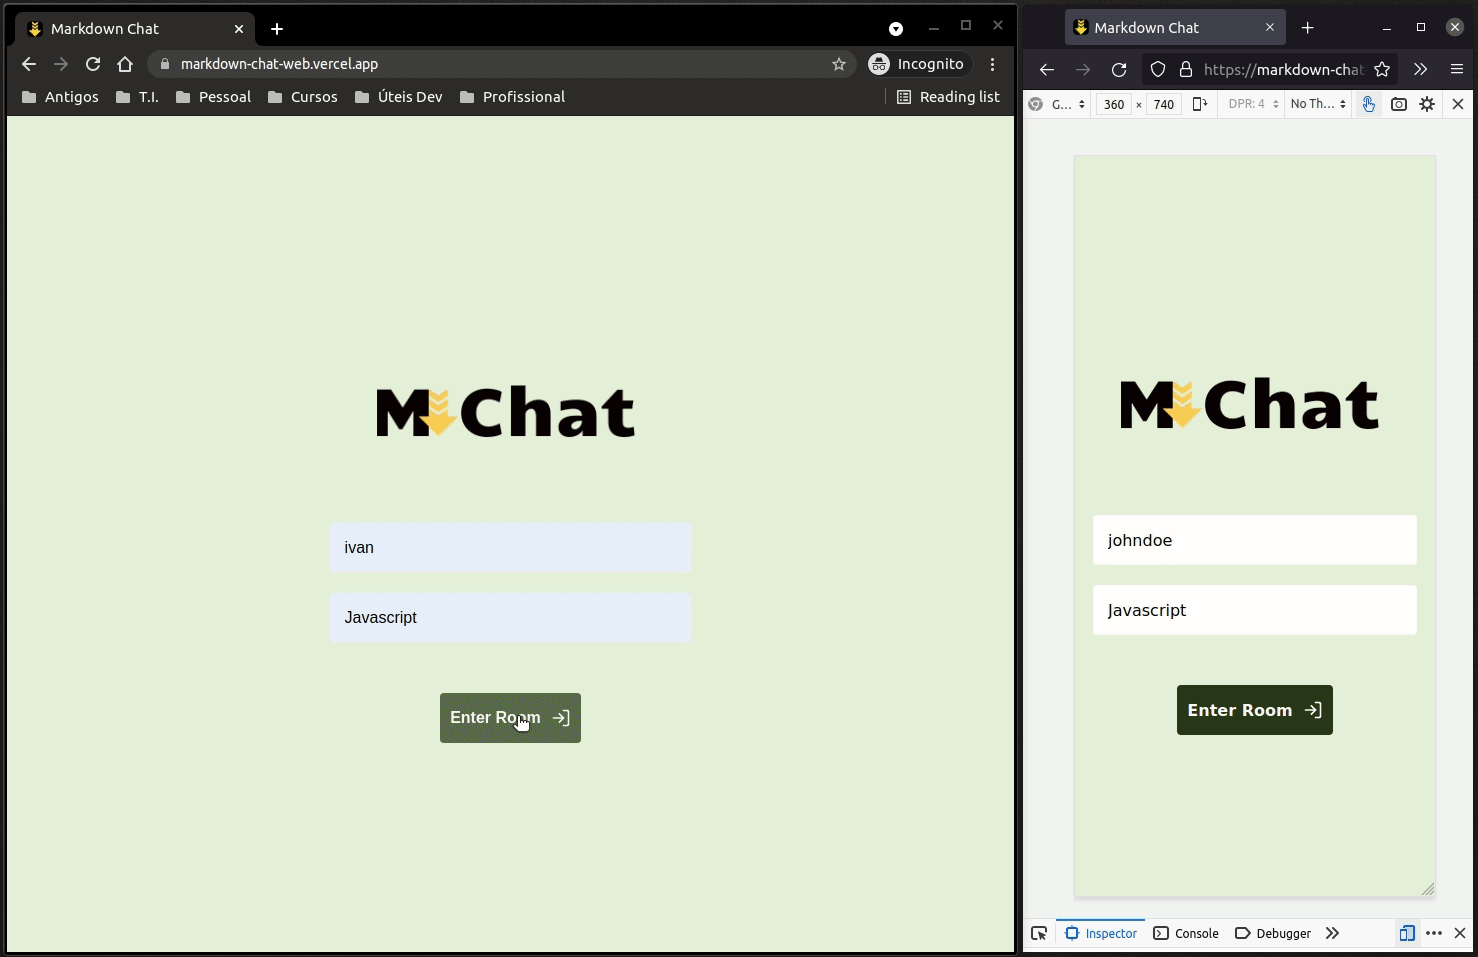 Markdown Chat
markdown-chat-web.vercel.app
Incognito
Antigos
T.I.
Pessoal
Cursos
Úteis Dev
Profissional
Reading list
M Chat
ivan
Javascript
Enter Room
Markdown Chat
https://markdown-chat
G...
360 × 740
DPR: 4
No Th...
M Chat
johndoe
Javascript
Enter Room
Inspector
Console
Debugger